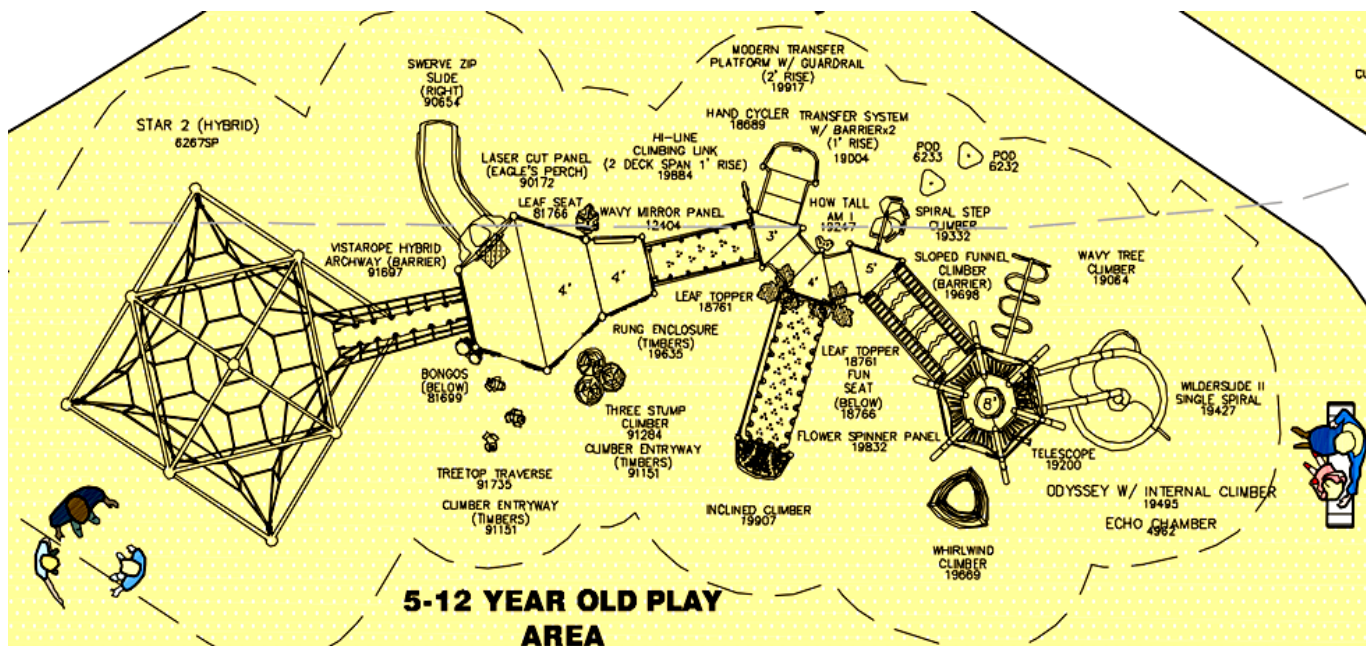 STAR 2 (HYBRID)
6267SP
SWERVE ZIP
SLIDE
(RIGHT)
90654
LASER CUT PANEL
(EAGLE'S PERCH)
90172
LEAF SEAT
81766
HI-LINE
CLIMBING LINK
(2 DECK SPAN 1' RISE)
19884
WAVY MIRROR PANEL
12404
MODERN TRANSFER
PLATFORM W/ GUARDRAIL
(2' RISE)
19917
HAND CYCLER
18689
TRANSFER SYSTEM
W/ BARRIERx2
(1' RISE)
19004
POD
6233
POD
6232
HOW TALL
AM I
19247
SPIRAL STEP
CLIMBER
19332
SLOPED FUNNEL
CLIMBER
(BARRIER)
19698
WAVY TREE
CLIMBER
19064
VISTAROPE HYBRID
ARCHWAY (BARRIER)
91697
4'
4'
3'
4'
5'
8'
LEAF TOPPER
18761
RUNG ENCLOSURE
(TIMBERS)
19635
BONGOS
(BELOW)
81699
THREE STUMP
CLIMBER
91284
CLIMBER ENTRYWAY
(TIMBERS)
91151
TREETOP TRAVERSE
91735
CLIMBER ENTRYWAY
(TIMBERS)
91151
LEAF TOPPER
18761
FUN
SEAT
(BELOW)
18766
FLOWER SPINNER PANEL
19832
INCLINED CLIMBER
19907
WILDERSLIDE II
SINGLE SPIRAL
19427
TELESCOPE
19200
ODYSSEY W/ INTERNAL CLIMBER
19495
ECHO CHAMBER
4962
WHIRLWIND
CLIMBER
19669
5-12 YEAR OLD PLAY
AREA